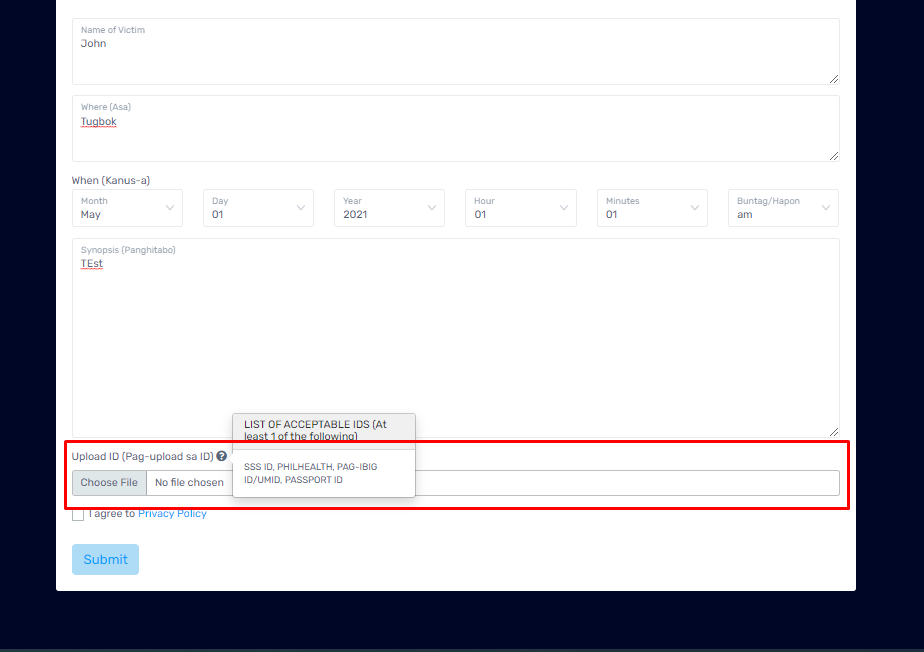 Name of Victim
John
Where (Asa)
Tugbok
When (Kanus-a)
Month
May
Day
01
Year
2021
Hour
01
Minutes
01
Buntag/Hapon
am
Synopsis (Panghitabo)
TEst
LIST OF ACCEPTABLE IDS (At
least 1 of the following)
Upload ID (Pag-upload sa ID)
SSS ID, PHILHEALTH, PAG-IBIG
ID/UMID, PASSPORT ID
Choose File
No file chosen
I agree to Privacy Policy
Submit